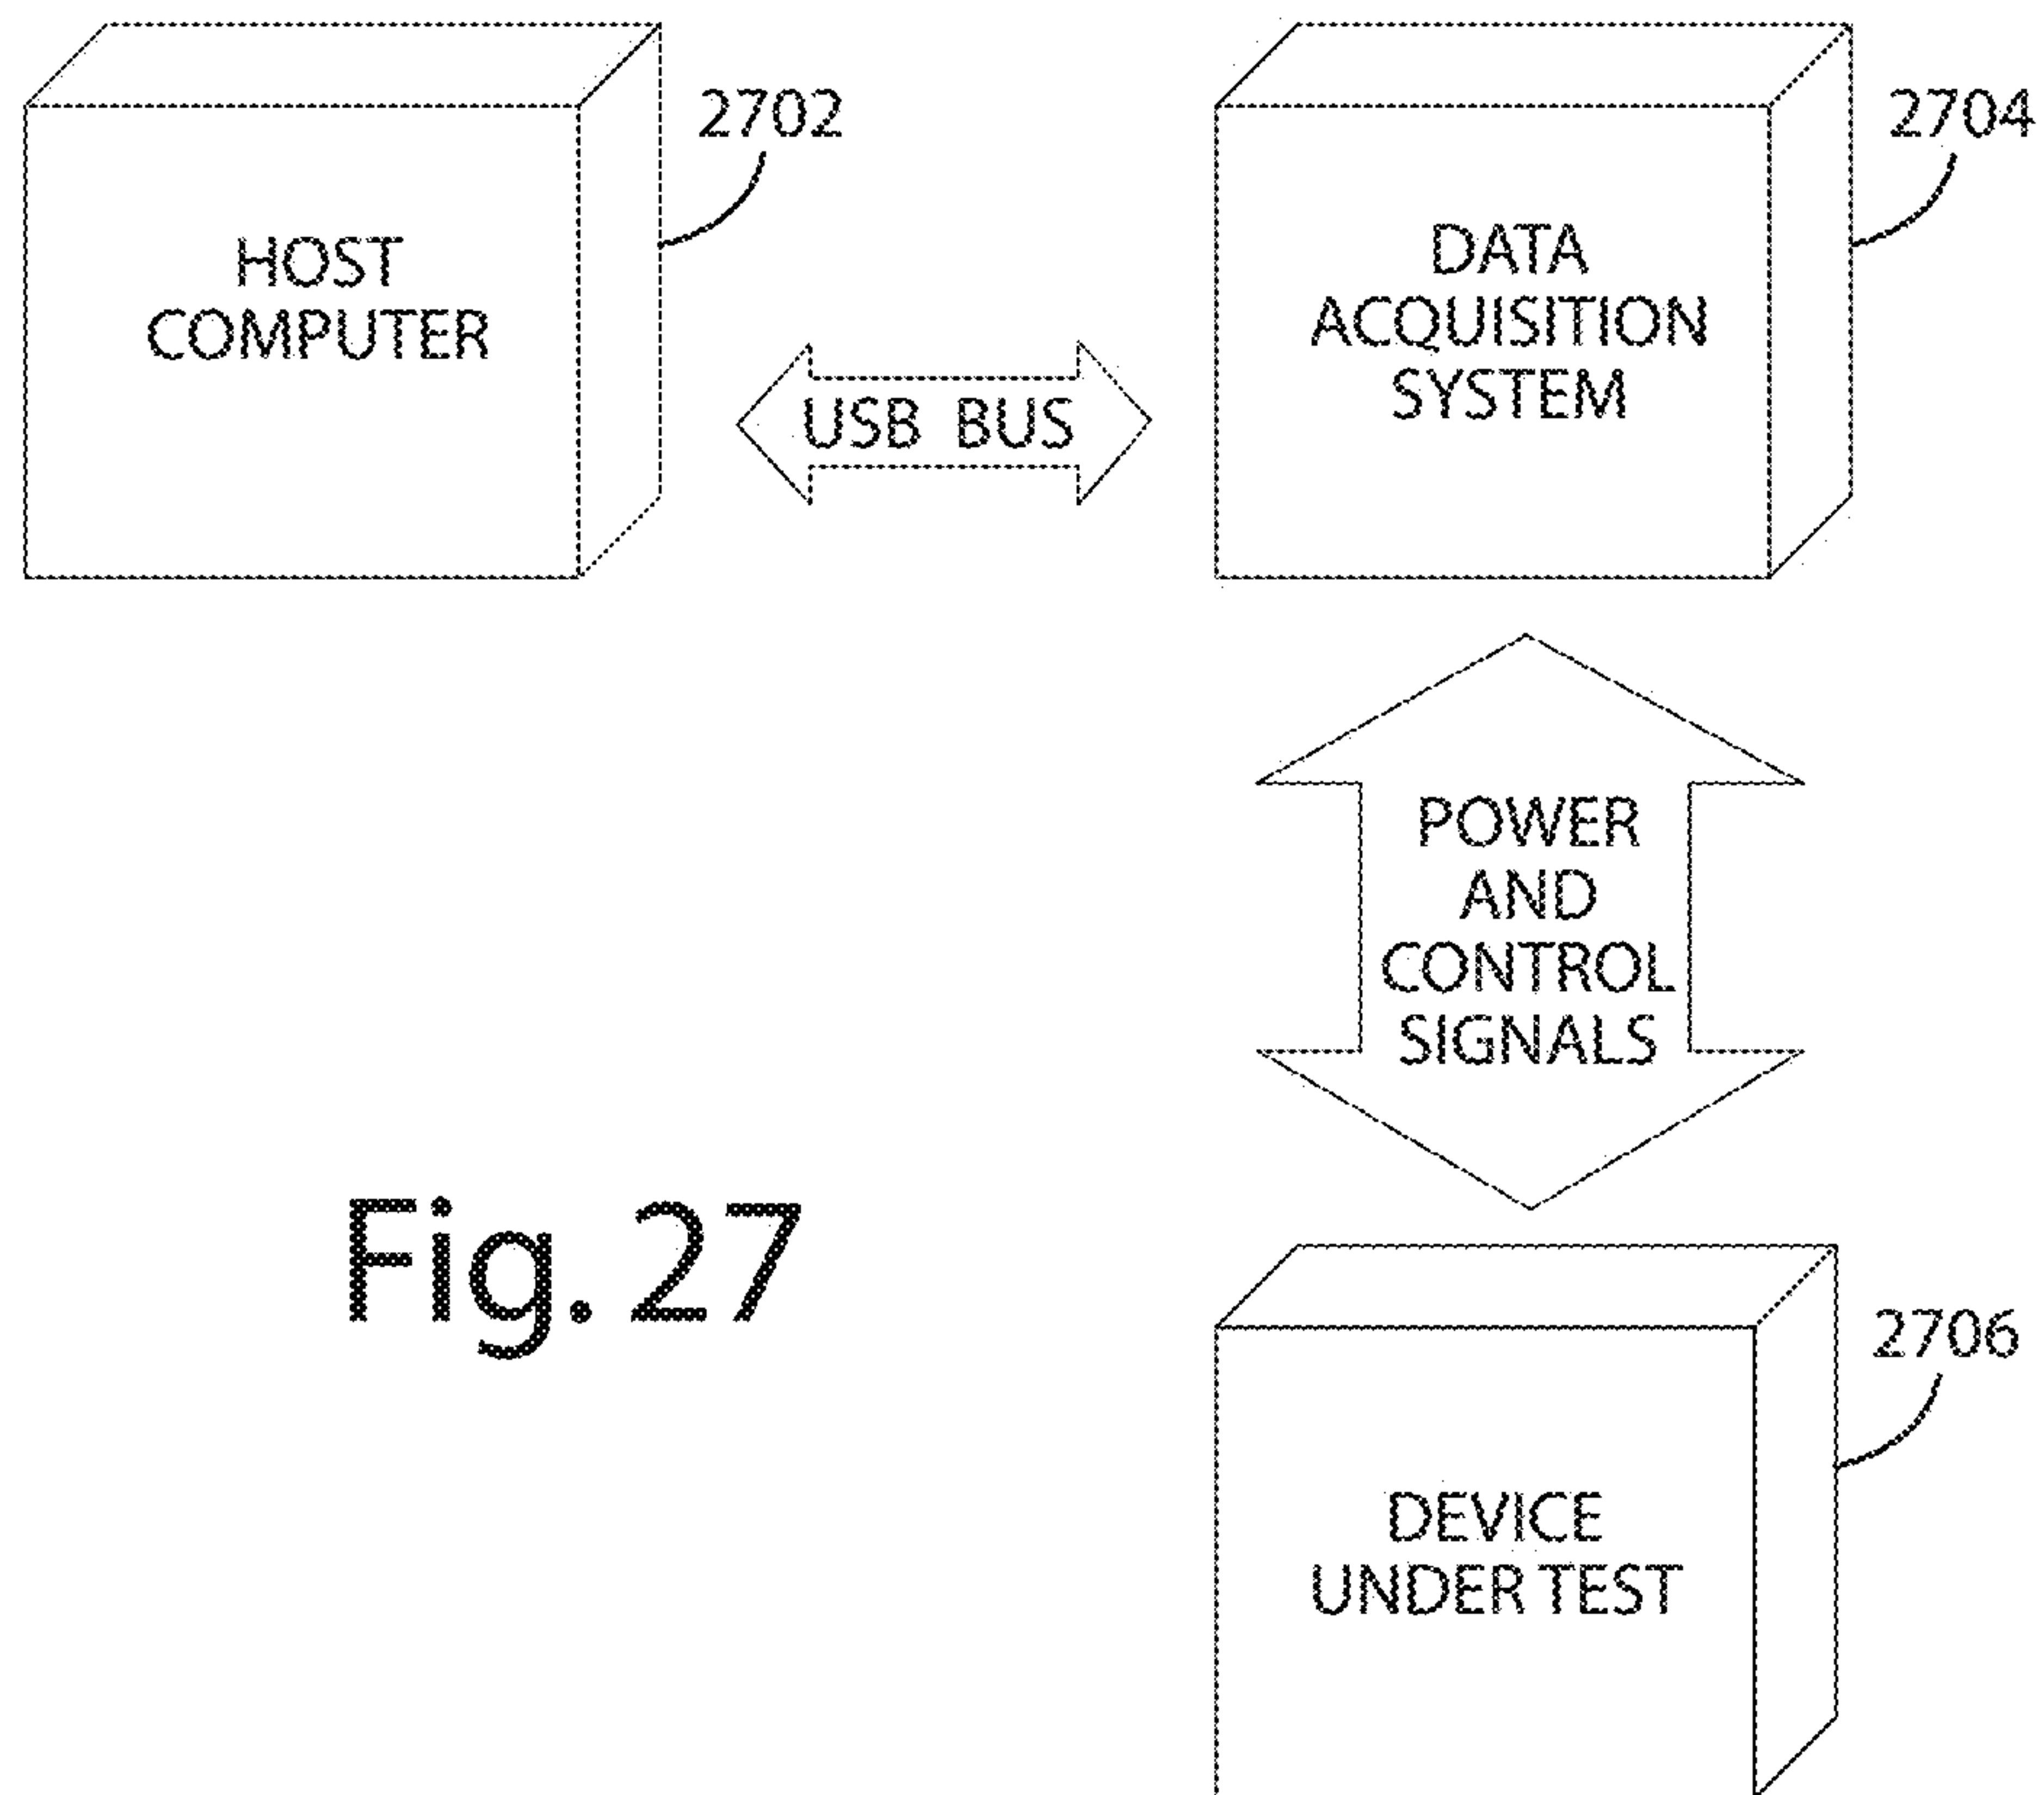 2702
HOST
COMPUTER
USB BUS
2704
DATA
ACQUISITION
SYSTEM
POWER
AND
CONTROL
SIGNALS
Fig. 27
2706
DEVICE
UNDER TEST